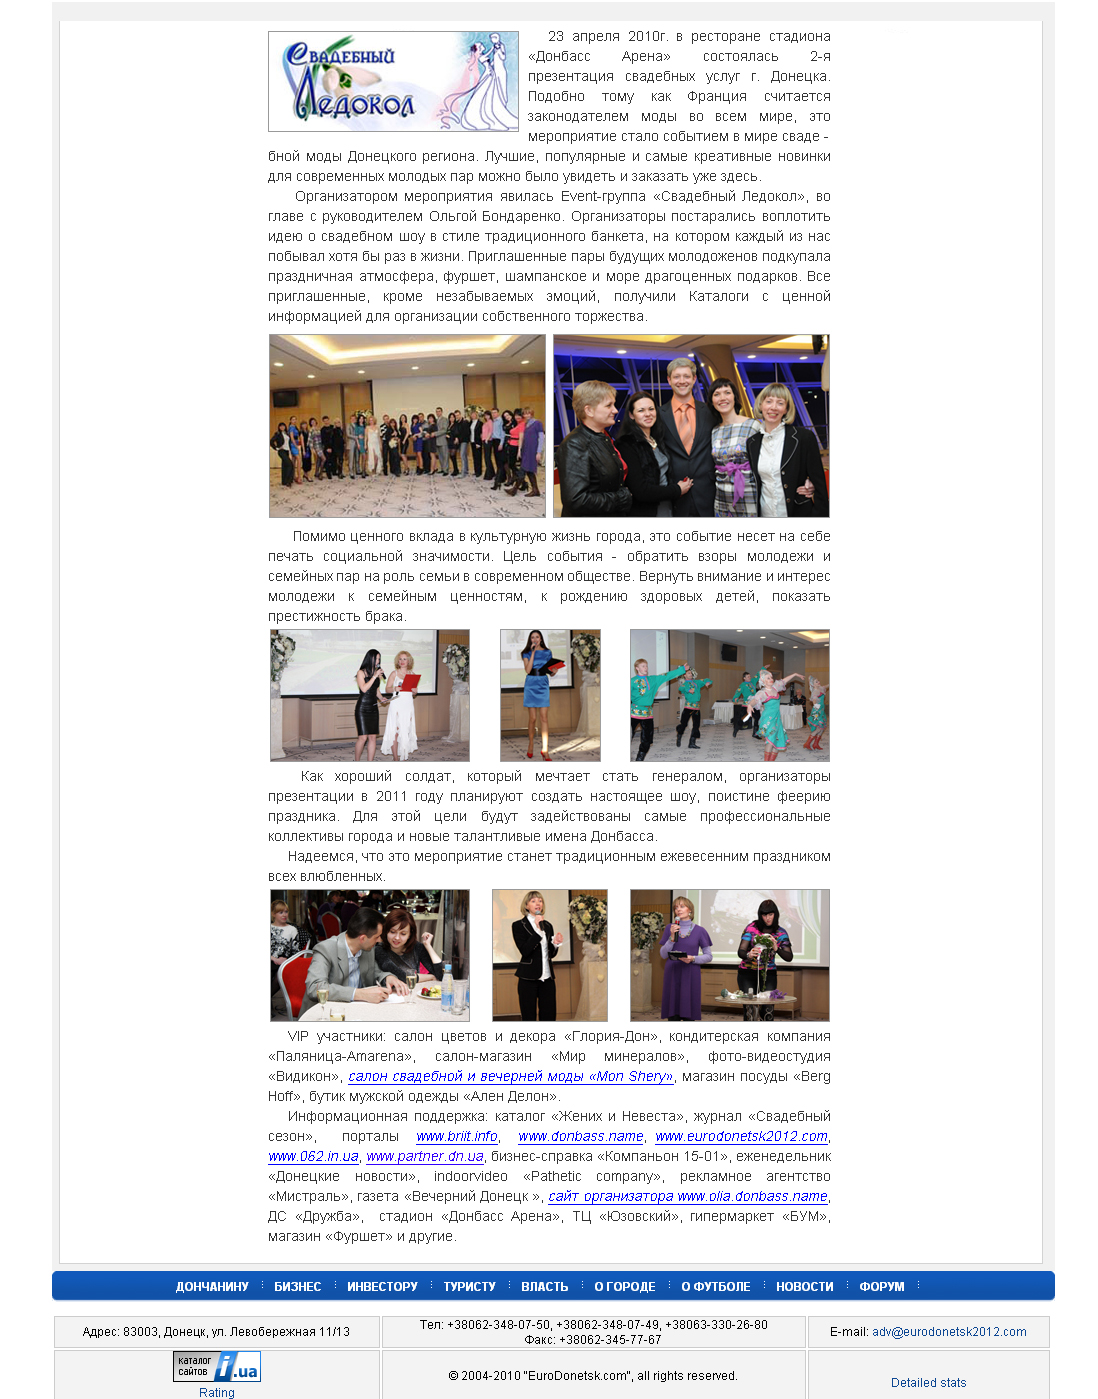 Свадебный
Ледокол
23 апреля 2010г. в ресторане стадиона
«Донбасс Арена» состоялась 2-я
презентация свадебных услуг г. Донецка.
Подобно тому как Франция считается
законодателем моды во всем мире, это
мероприятие стало событием в мире сваде -
бной моды Донецкого региона. Лучшие, популярные и самые креативные новинки
для современных молодых пар можно было увидеть и заказать уже здесь.
Организатором мероприятия явилась Event-группа «Свадебный Ледокол», во
главе с руководителем Ольгой Бондаренко. Организаторы постарались воплотить
идею о свадебном шоу в стиле традиционного банкета, на котором каждый из нас
побывал хотя бы раз в жизни. Приглашенные пары будущих молодоженов подкупала
праздничная атмосфера, фуршет, шампанское и море драгоценных подарков. Все
приглашенные, кроме незабываемых эмоций, получили Каталоги с ценной
информацией для организации собственного торжества.
Помимо ценного вклада в культурную жизнь города, это событие несет на себе
печать социальной значимости. Цель события - обратить взоры молодежи и
семейных пар на роль семьи в современном обществе. Вернуть внимание и интерес
молодежи к семейным ценностям, к рождению здоровых детей, показать
престижность брака.
Как хороший солдат, который мечтает стать генералом, организаторы
презентации в 2011 году планируют создать настоящее шоу, поистине феерию
праздника. Для этой цели будут задействованы самые профессиональные
коллективы города и новые талантливые имена Донбасса.
Надеемся, что это мероприятие станет традиционным ежевесенним праздником
всех влюбленных.
VIP участники: салон цветов и декора «Глория-Дон», кондитерская компания
«Паляница-Amarena», салон-магазин «Мир минералов», фото-видеостудия
«Видикон», салон свадебной и вечерней моды «Mon Shery», магазин посуды «Berg
Hoff», бутик мужской одежды «Ален Делон».
Информационная поддержка: каталог «Жених и Невеста», журнал «Свадебный
сезон», порталы www.briit.info, www.donbass.name, www.eurodonetsk2012.com,
www.062.in.ua, www.partner.dn.ua, бизнес-справка «Компаньон 15-01», еженедельник
«Донецкие новости», indoorvideo «Pathetic company», рекламное агентство
«Мистраль», газета «Вечерний Донецк », сайт организатора www.olia.donbass.name,
ДС «Дружба», стадион «Донбасс Арена», ТЦ «Юзовский», гипермаркет «БУМ»,
магазин «Фуршет» и другие.
ДОНЧАНИНУ БИЗНЕС ИНВЕСТОРУ ТУРИСТУ ВЛАСТЬ О ГОРОДЕ О ФУТБОЛЕ НОВОСТИ ФОРУМ
Адрес: 83003, Донецк, ул. Левобережная 11/13
Тел: +38062-348-07-50, +38062-348-07-49, +38063-330-26-80
Факс: +38062-345-77-67
E-mail: adv@eurodonetsk2012.com
каталог
сайтов i.ua
Rating
© 2004-2010 "EuroDonetsk.com", all rights reserved.
Detailed stats